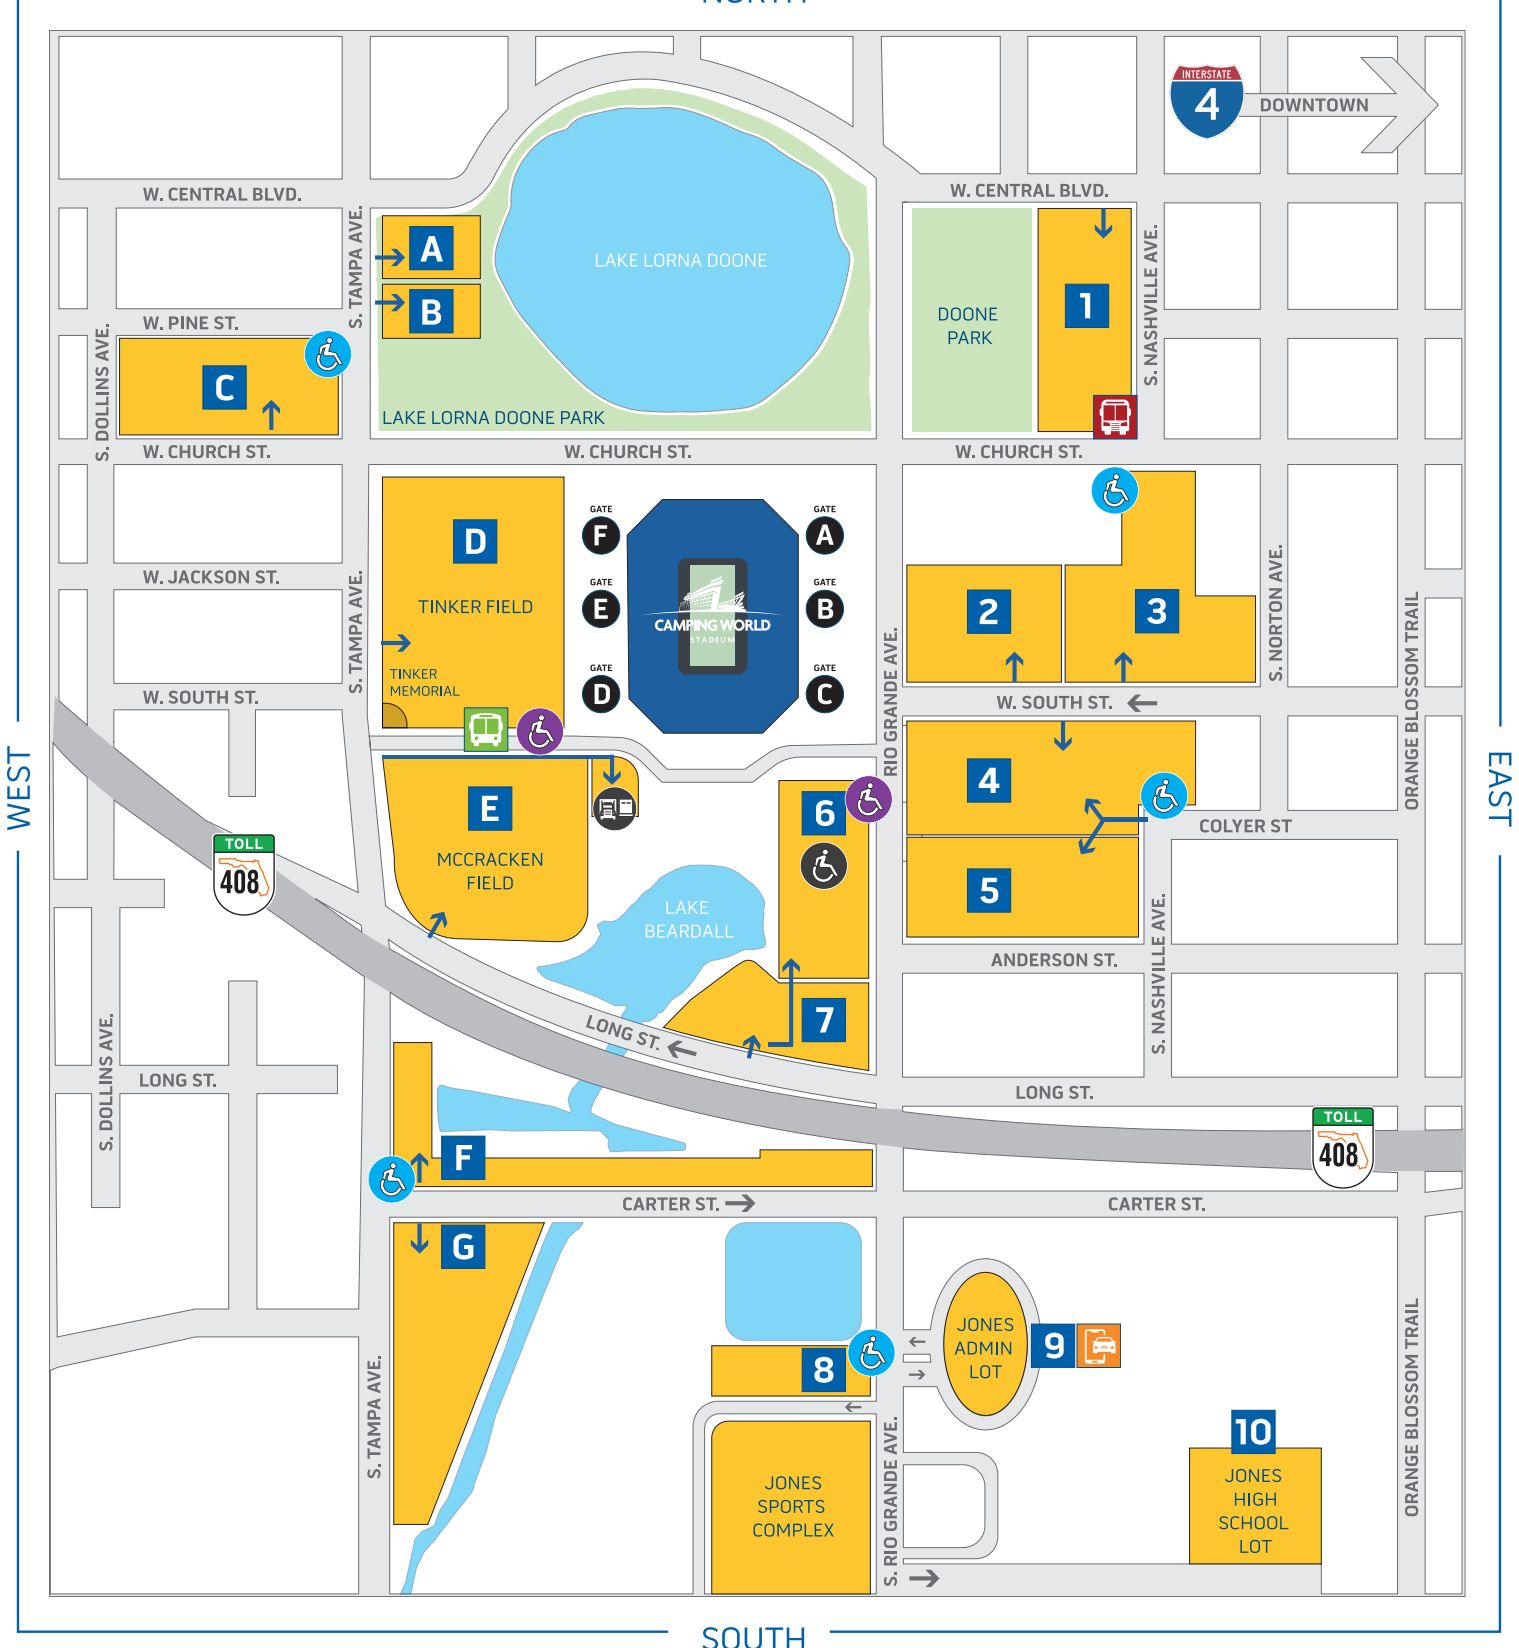 NORTH
INTERSTATE
4
DOWNTOWN
W. CENTRAL BLVD.
W. CENTRAL BLVD.
S. TAMPA AVE.
A
LAKE LORNA DOONE
B
DOONE
PARK
1
S. NASHVILLE AVE.
W. PINE ST.
S. DOLLINS AVE.
C
LAKE LORNA DOONE PARK
W. CHURCH ST.
W. CHURCH ST.
W. CHURCH ST.
D
TINKER FIELD
TINKER
MEMORIAL
GATE
F
GATE
E
GATE
D
CAMPING WORLD
STADIUM
GATE
A
GATE
B
GATE
C
W. JACKSON ST.
S. TAMPA AVE.
W. SOUTH ST.
RIO GRANDE AVE.
2
3
S. NORTON AVE.
ORANGE BLOSSOM TRAIL
W. SOUTH ST.
WEST
EAST
4
COLYER ST
5
6
E
MCCRACKEN
FIELD
TOLL
408
LAKE
BEARDALL
ANDERSON ST.
S. NASHVILLE AVE.
7
LONG ST.
S. DOLLINS AVE.
LONG ST.
LONG ST.
TOLL
408
F
CARTER ST.
CARTER ST.
G
JONES
ADMIN
LOT
9
8
S. TAMPA AVE.
JONES
SPORTS
COMPLEX
S. RIO GRANDE AVE.
10
JONES
HIGH
SCHOOL
LOT
ORANGE BLOSSOM TRAIL
SOUTH